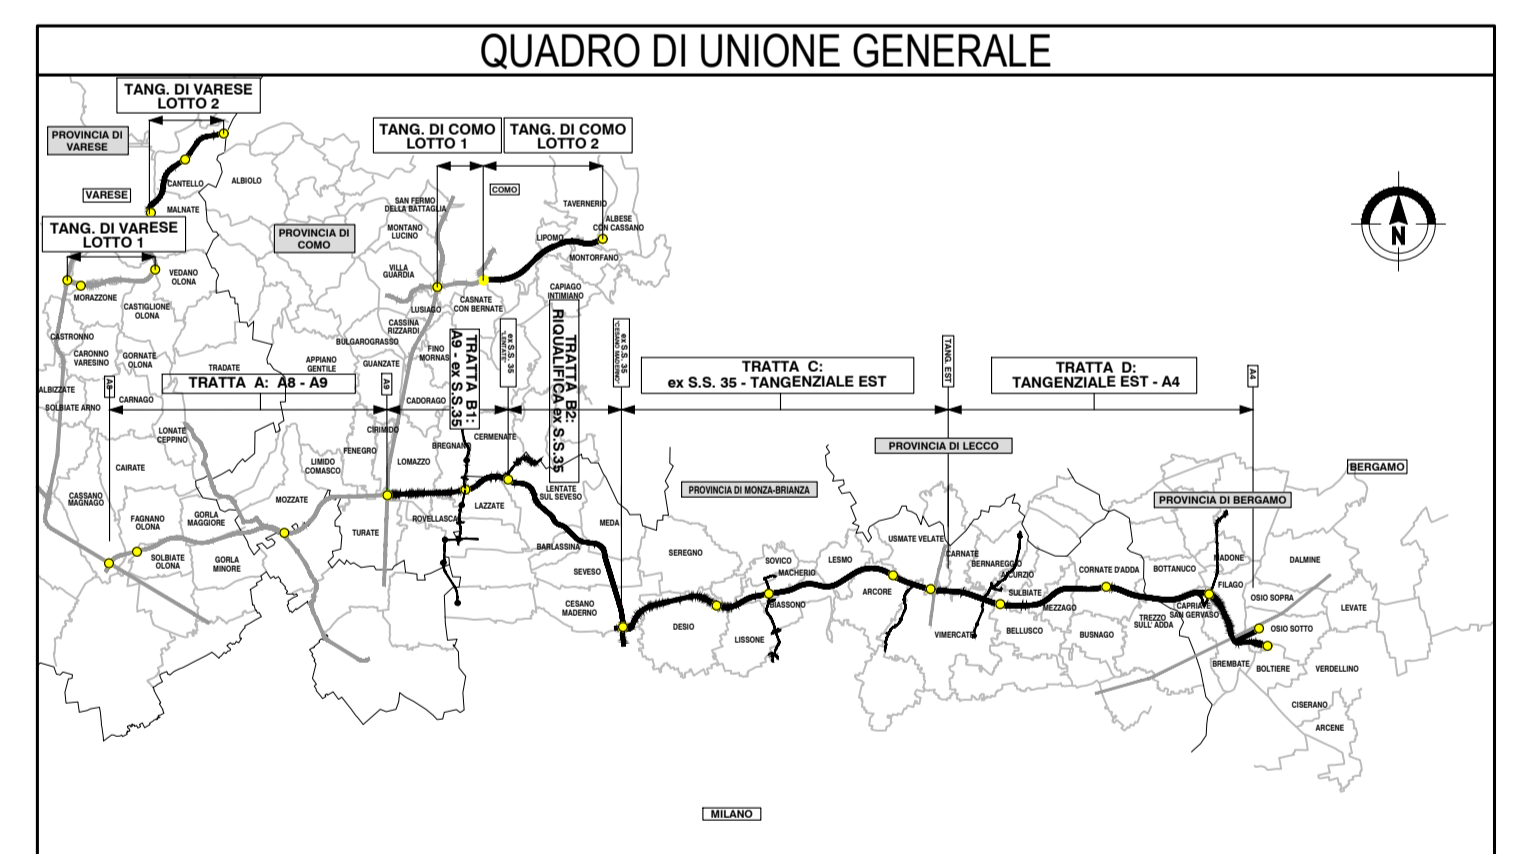 QUADRO DI UNIONE GENERALE
TANG. DI VARESE
LOTTO 2
PROVINCIA DI
VARESE
CANTELLO
ALBIOLO
VARESE
MALNATE
TANG. DI VARESE
LOTTO 1
VEDANO
OLONA
MORAZZONE
CASTIGLIONE
OLONA
PROVINCIA DI
COMO
TANG. DI COMO
LOTTO 1
TANG. DI COMO
LOTTO 2
COMO
SAN FERMO
DELLA BATTAGLIA
MONTANO
LUCINO
TAVERNERIO
ALBESE
CON CASSANO
LIPOMO
MONTORFANO
VILLA
GUARDIA
CAPIAGO
INTIMIANO
CASNATE
CON BERNATE
LUSIAGO
CASSINA
RIZZARDI
BULGAROGRASSO
FINO
MORNAS
GUANZATE
CASTRONNO
CARONNO
VARESINO
GORNATE
OLONA
TRADATE
APPIANO
GENTILE
ALBIZZATE
SOLBIATE ARNO
CARNAGO
A8
TRATTA A: A8 - A9
A9
CADORAGO
TRATTA B1:
A9 - ex S.S.35
ex S.S. 35
"LENTATE"
TRATTA B2:
RIQUALIFICA ex S.S.35
ex S.S. 35
"CESANO MADERNO"
TRATTA C:
ex S.S. 35 - TANGENZIALE EST
TANG. EST
TRATTA D:
TANGENZIALE EST - A4
A4
N
LONATE
CEPPINO
CIRIMIDO
FENEGRO
BREGNANO
CERMENATE
LIMIDO
COMASCO
LOMAZZO
CAIRATE
PROVINCIA DI LECCO
BERGAMO
PROVINCIA DI MONZA-BRIANZA
PROVINCIA DI BERGAMO
CASSANO
MAGNAGO
MOZZATE
LENTATE
SUL SEVESO
LAZZATE
ROVELLASCA
FAGNANO
OLONA
GORLA
MAGGIORE
TURATE
MEDA
SOLBIATE
OLONA
GORLA
MINORE
BARLASSINA
SEVESO
CESANO
MADERNO
SEREGNO
SOVICO
MACHERIO
LESMO
USMATE VELATE
CARNATE
BERNAREGGIO
AICURZIO
CORNATE D'ADDA
BOTTANUCO
MADONE
DALMINE
DESIO
BIASSONO
LISSONE
ARCORE
VIMERCATE
SULBIATE
MEZZAGO
BELLUSCO
BUSNAGO
TREZZO
SULL' ADDA
CAPRIATE
SAN GERVASO
FILAGO
OSIO SOPRA
LEVATE
OSIO SOTTO
BREMBATE
BOLTIERE
VERDELLINO
CISERANO
ARCENE
MILANO